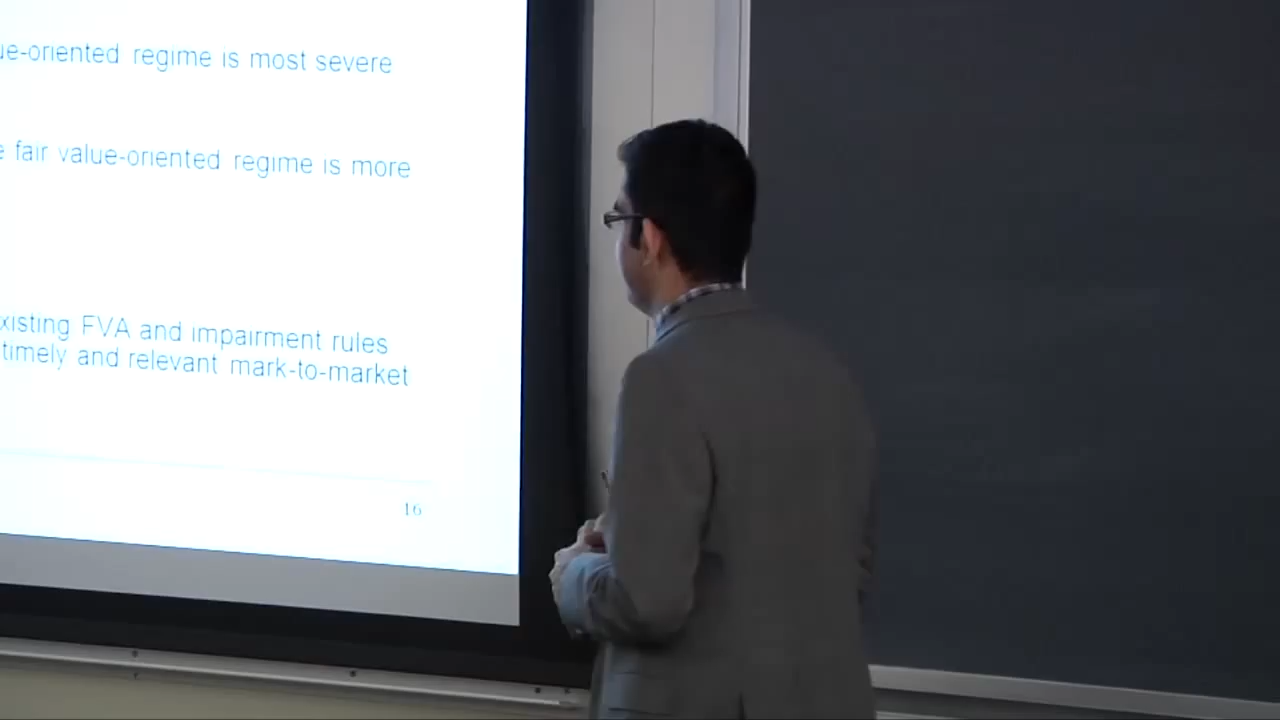 ue-oriented regime is most severe
fair value-oriented regime is more
xisting FVA and impairment rules
timely and relevant mark-to-market
16